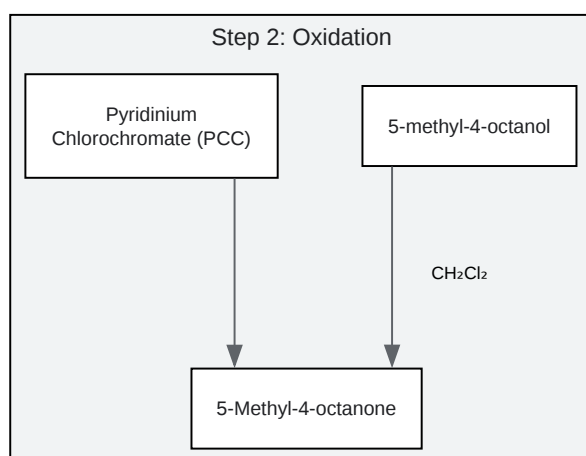 Step 2: Oxidation
Pyridinium
Chlorochromate (PCC)
5-methyl-4-octanol
CH₂Cl₂
5-Methyl-4-octanone